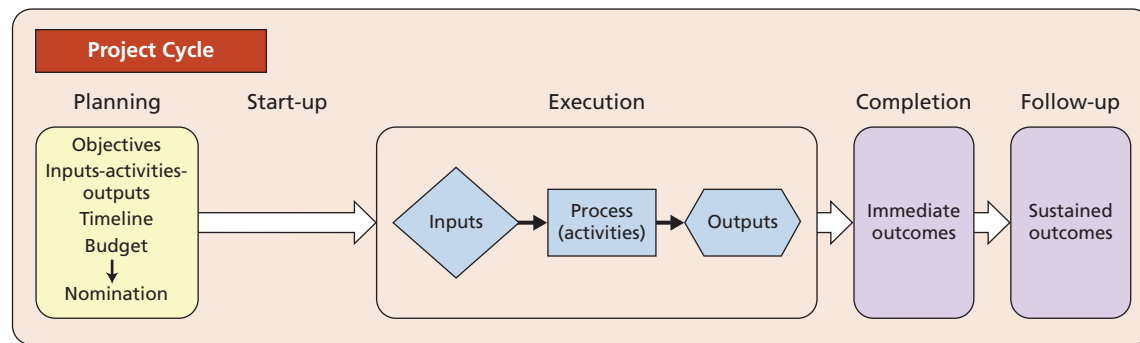 Project Cycle
Planning
Start-up
Execution
Completion
Follow-up
Objectives
Inputs-activities-
outputs
Timeline
Budget
Nomination
Inputs
Process
(activities)
Outputs
Immediate
outcomes
Sustained
outcomes